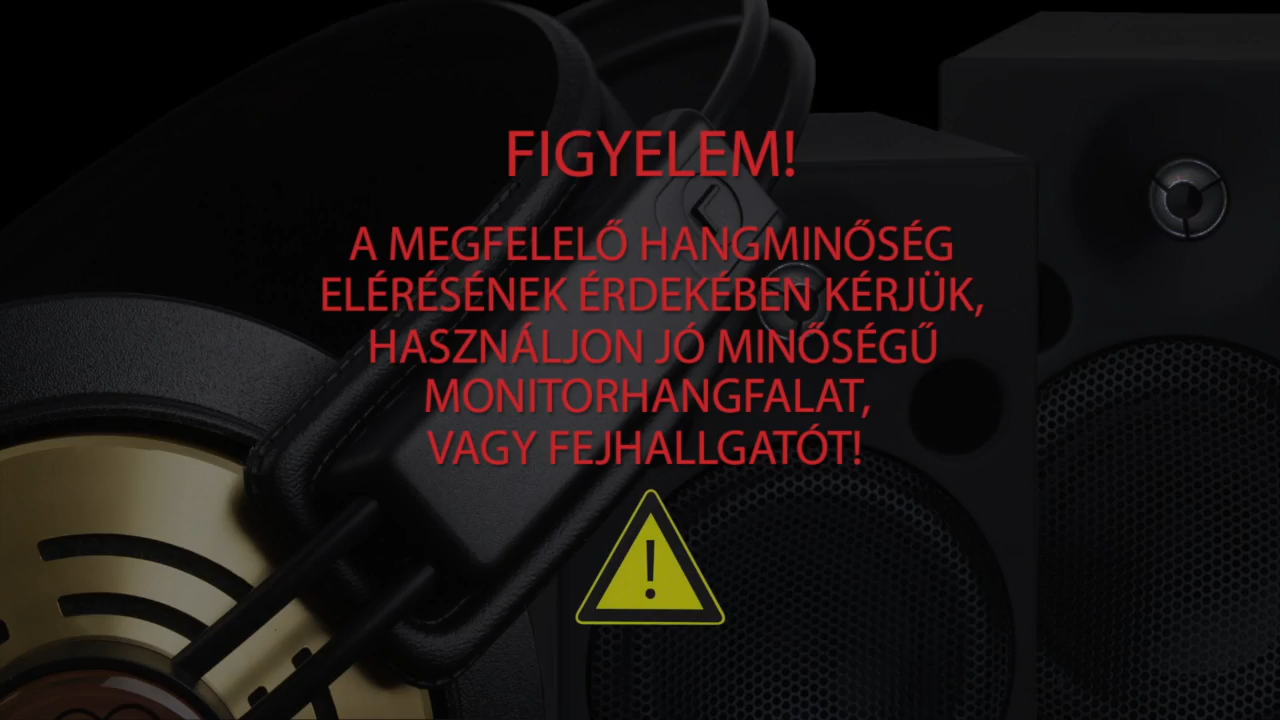 FIGYELEM!
A MEGFELELŐ HANGMINŐSÉG
ELÉRÉSÉNEK ÉRDEKÉBEN KÉRJÜK,
HASZNÁLJON JÓ MINŐSÉGŰ
MONITORHANGFALAT,
VAGY FEJHALLGATÓT!